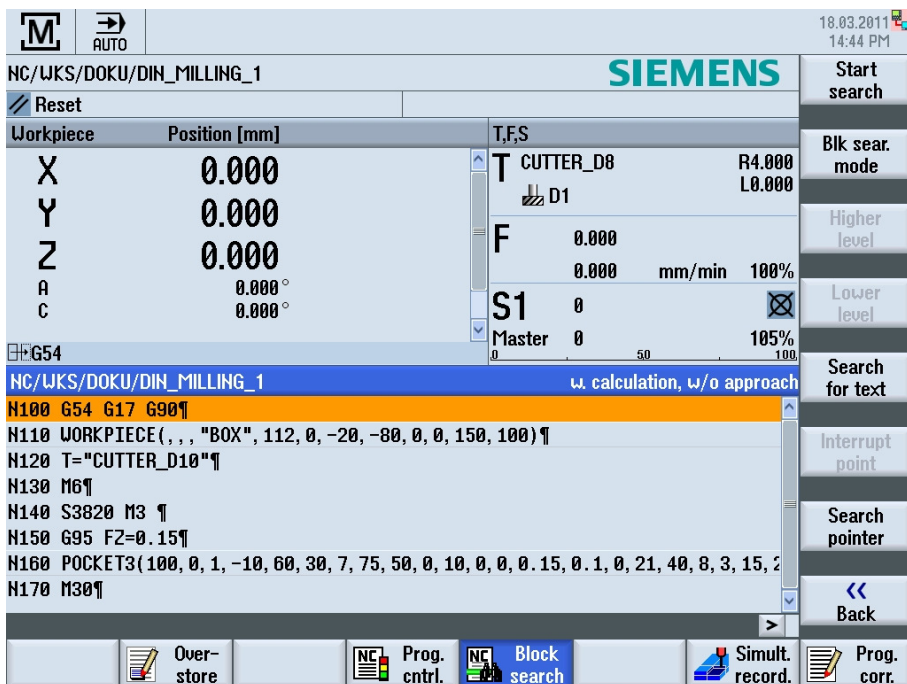 M AUTO
18.03.2011
14:44 PM
NC/WKS/DOKU/DIN_MILLING_1
SIEMENS
Reset
Workpiece Position [mm]
X 0.000
Y 0.000
Z 0.000
A 0.000°
C 0.000°
G54
T,F,S
T CUTTER_D8 R4.000
L0.000
D1
F 0.000
0.000 mm/min 100%
S1 0
Master 0 105%
0 50 100
NC/WKS/DOKU/DIN_MILLING_1 w. calculation, w/o approach
N100 G54 G17 G90¶
N110 WORKPIECE(,,,"BOX",112,0,-20,-80,0,0,150,100)¶
N120 T="CUTTER_D10"¶
N130 M6¶
N140 S3820 M3 ¶
N150 G95 FZ=0.15¶
N160 POCKET3(100,0,1,-10,60,30,7,75,50,0,10,0,0,0.15,0.1,0,21,40,8,3,15,
N170 M30¶
>
Start
search
Blk sear.
mode
Higher
level
Lower
level
Search
for text
Interrupt
point
Search
pointer
«
Back
Over-
store
NC Prog.
cntrl.
NC Block
search
Simult.
record.
Prog.
corr.